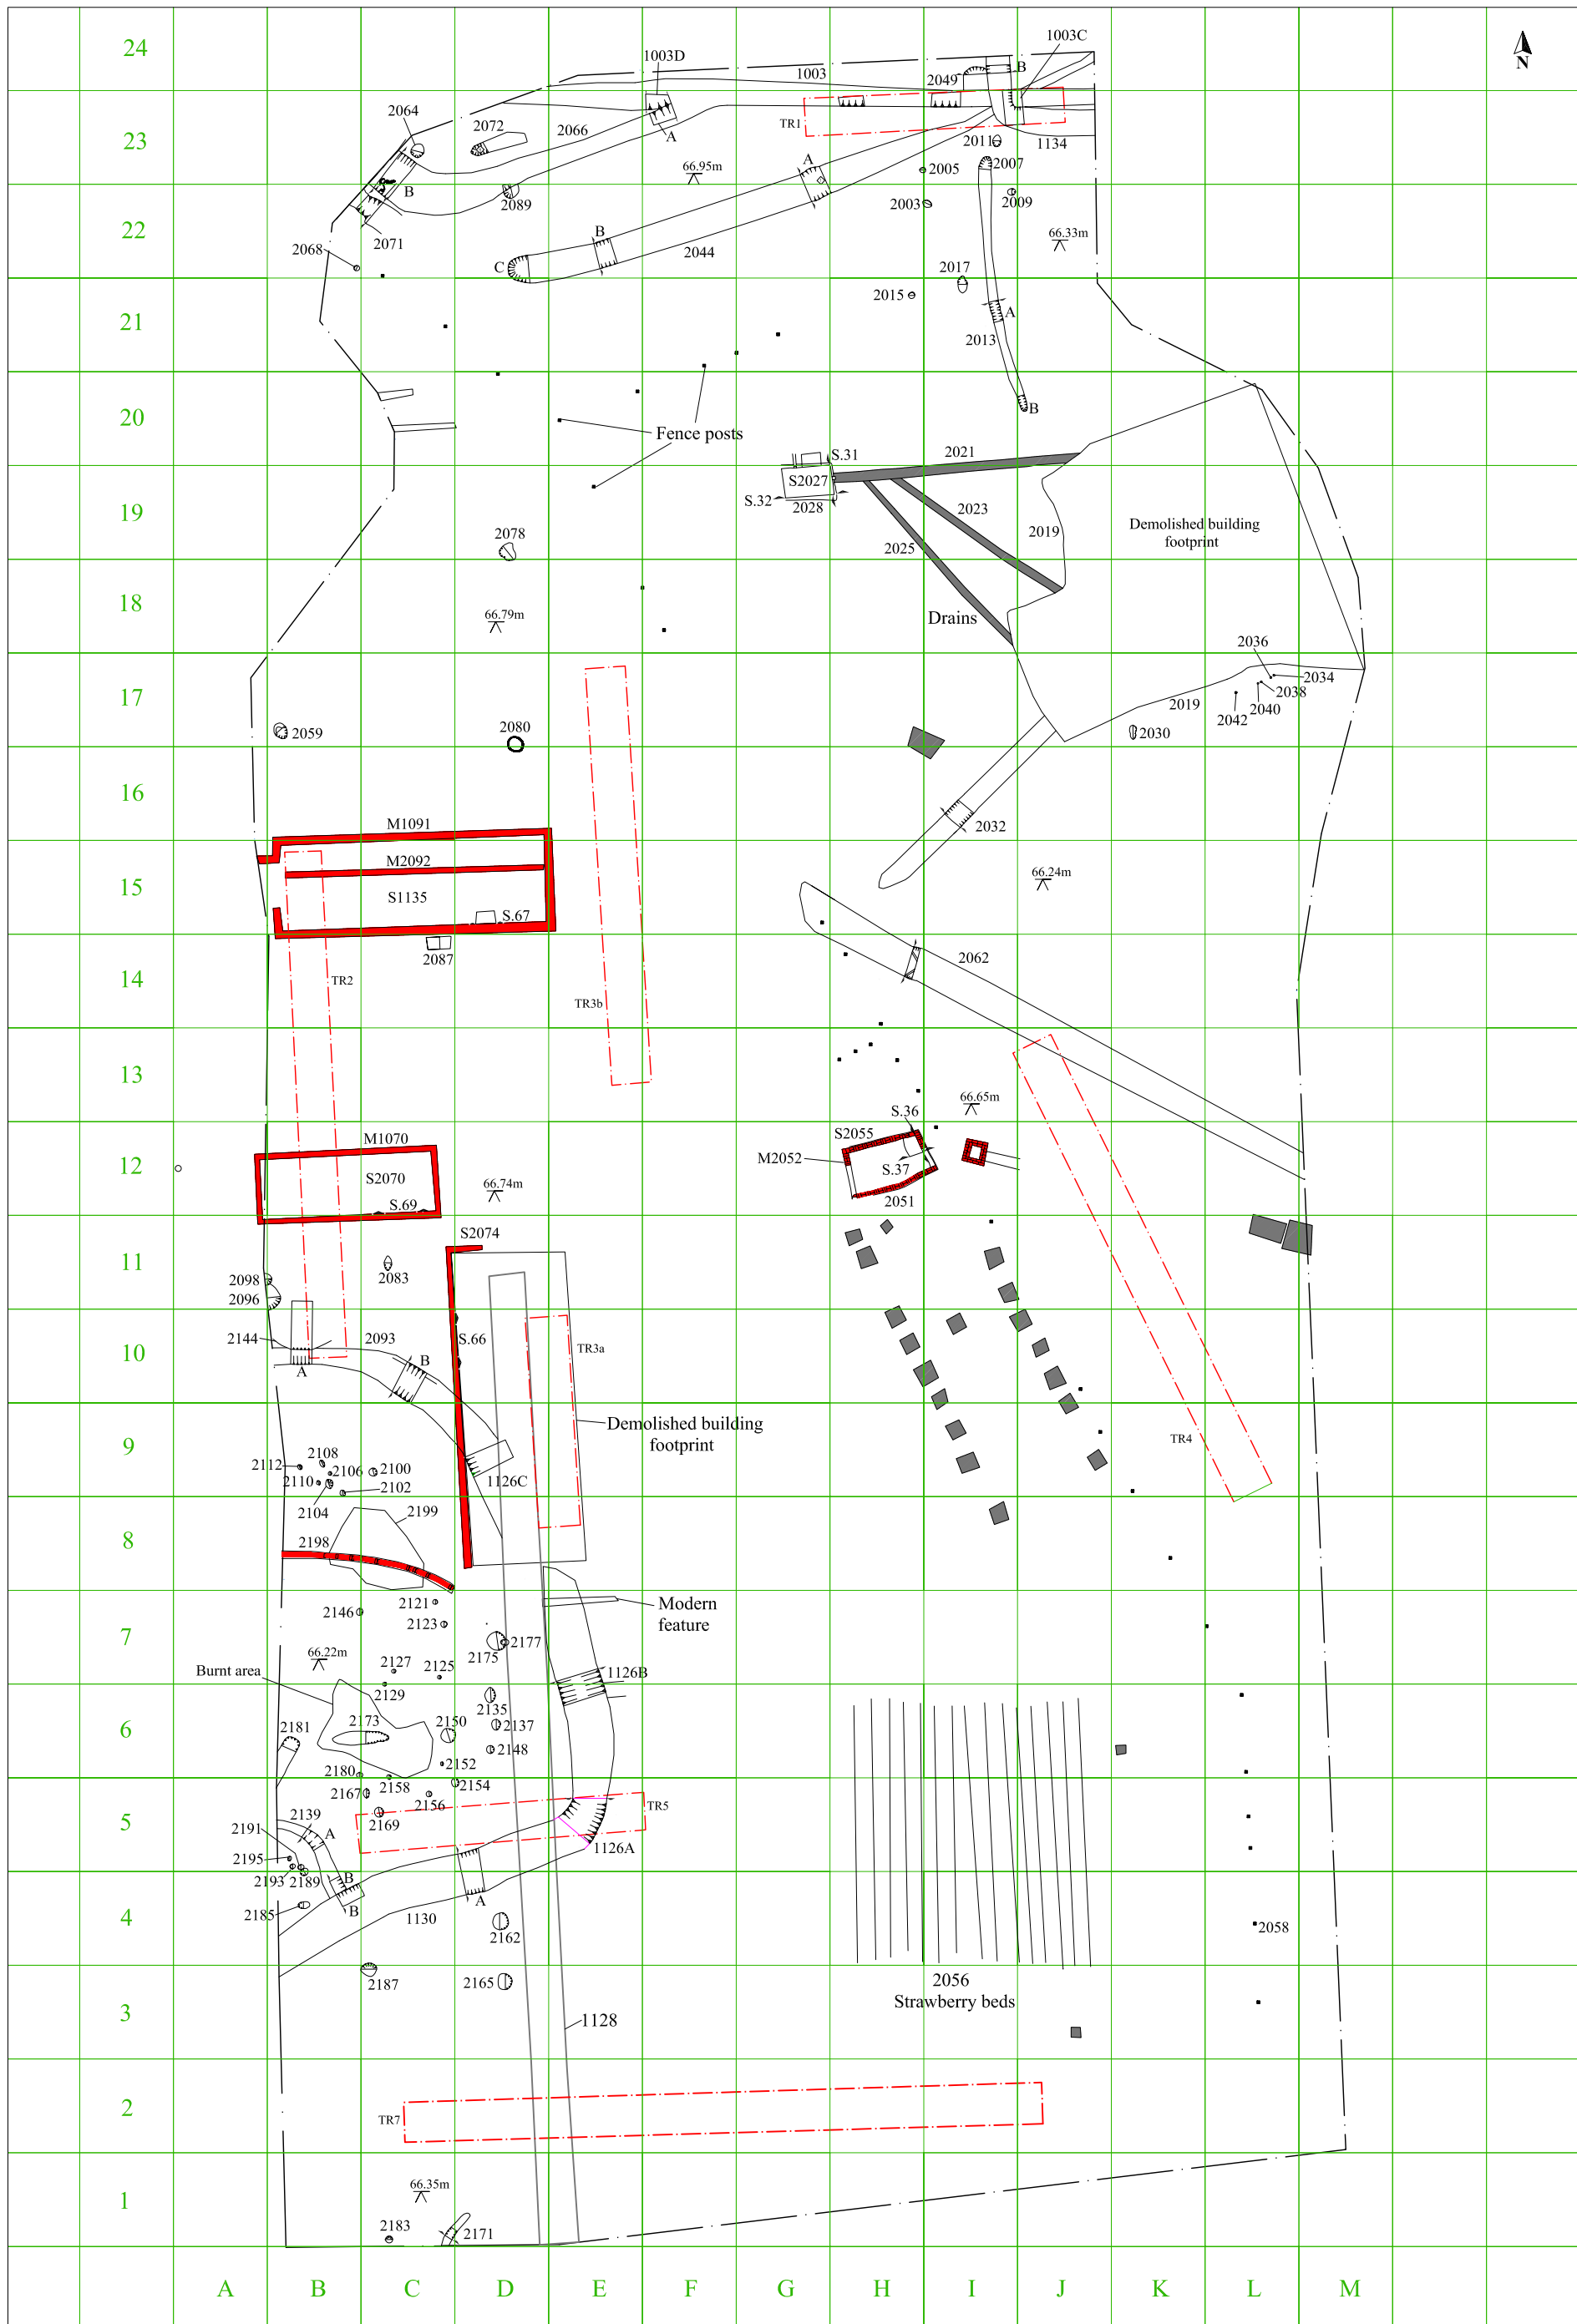 24
1003D
1003C
1003
2049
B
N
2064
2072
2066
A
TR1
2011
1134
23
66.95m
A
2005
2007
B
2089
2003
2009
22
2071
B
2044
66.33m
2068
C
2017
2015
A
21
2013
20
B
Fence posts
S.31
2021
S2027
S.32
2028
2023
19
2019
Demolished building
footprint
2078
2025
18
66.79m
Drains
2036
2034
17
2038
2019
2040
2042
2059
2080
2030
16
M1091
2032
M2092
15
S1135
66.24m
S.67
2087
2062
14
TR2
TR3b
13
66.65m
S.36
M1070
S2055
M2052
12
S2070
S.37
66.74m
S.69
2051
S2074
11
2098
2083
2096
2144
2093
S.66
10
B
TR3a
A
Demolished building
footprint
9
2108
TR4
2112
2106
2100
2110
2102
1126C
2104
2199
8
2198
2121
Modern
feature
2146
2123
7
2177
66.22m
2175
Burnt area
2127
2125
1126B
2129
2135
2173
2150
2137
6
2181
2148
2152
2180
2158
2154
2167
2156
TR5
2139
2169
5
2191
A
1126A
2195
2193
2189
B
A
B
4
2185
1130
2058
2162
2187
2165
2056
Strawberry beds
3
1128
2
TR7
66.35m
1
2183
2171
A
B
C
D
E
F
G
H
I
J
K
L
M